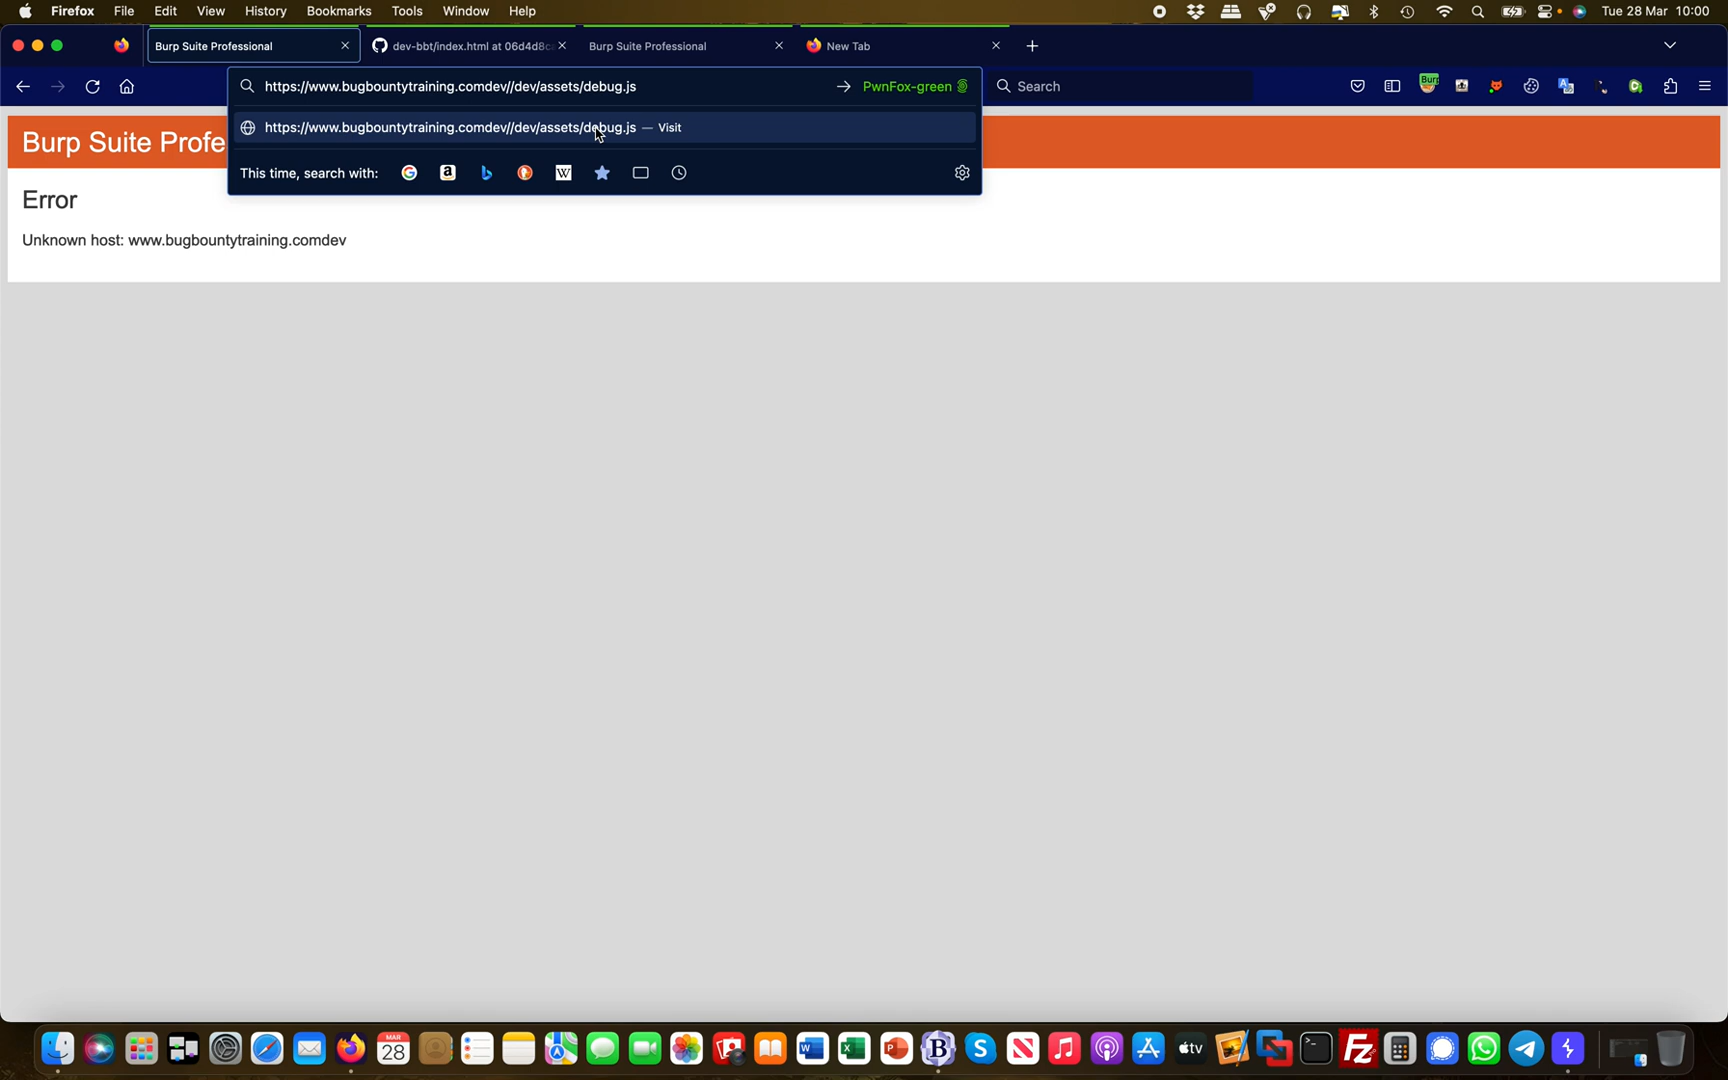 Firefox File Edit View History Bookmarks Tools Window Help Tue 28 Mar 10:00
Burp Suite Professional dev-bbt/index.html at 06d4d8c Burp Suite Professional New Tab
https://www.bugbountytraining.comdev//dev/assets/debug.js PwnFox-green Search
Burp
https://www.bugbountytraining.comdev//dev/assets/debug.js — Visit
Burp Suite Profe
This time, search with:
Error
Unknown host: www.bugbountytraining.comdev
MAR
28